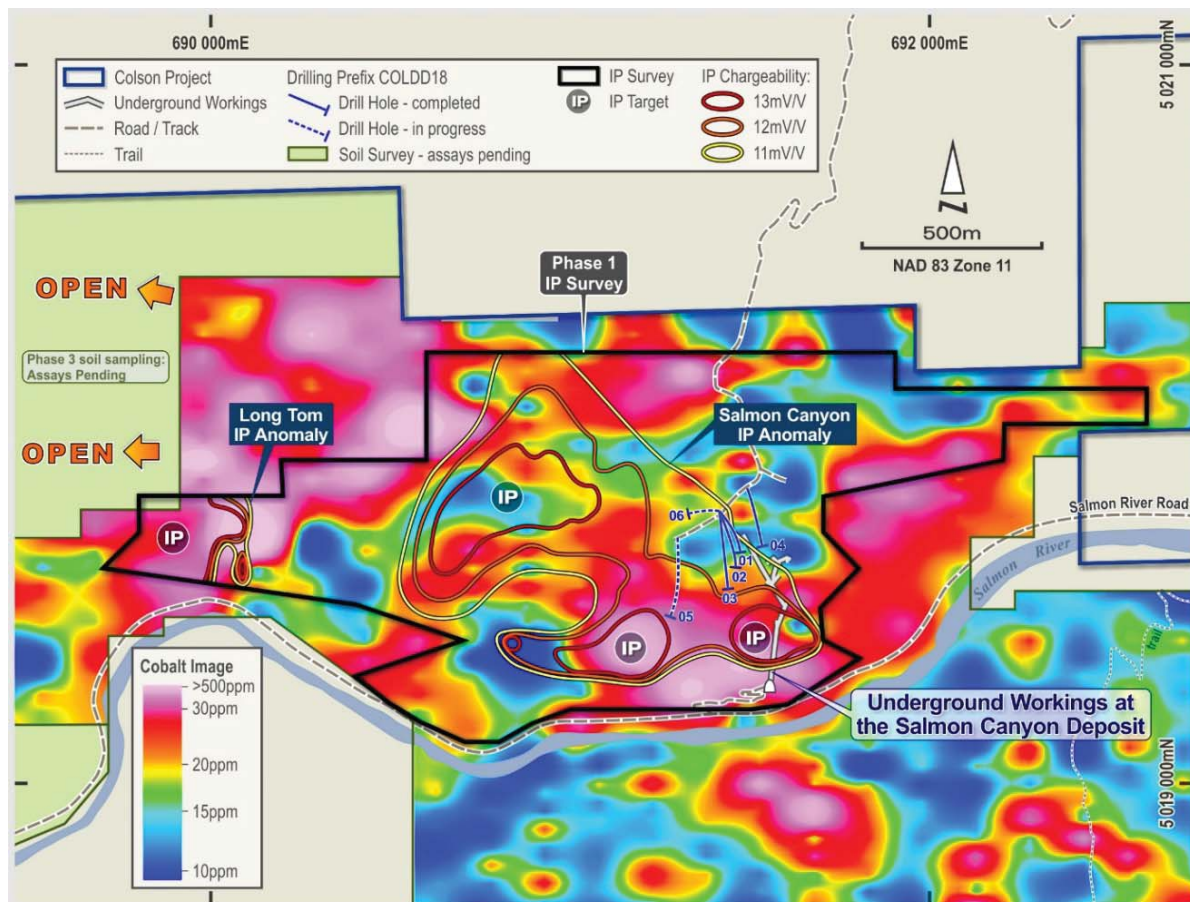 690 000mE
692 000mE
5 021 000mN
Colson Project
Underground Workings
Road / Track
Trail
Drilling Prefix COLDD18
Drill Hole - completed
Drill Hole - in progress
Soil Survey - assays pending
IP Survey
IP IP Target
IP Chargeability:
13mV/V
12mV/V
11mV/V
N
500m
NAD 83 Zone 11
Phase 1
IP Survey
OPEN
Phase 3 soil sampling:
Assays Pending
OPEN
Long Tom
IP Anomaly
Salmon Canyon
IP Anomaly
IP
IP
IP
IP
06
04
01
02
03
05
Salmon River Road
Salmon River
trail
Underground Workings at
the Salmon Canyon Deposit
Cobalt Image
>500ppm
30ppm
20ppm
15ppm
10ppm
5 019 000mN